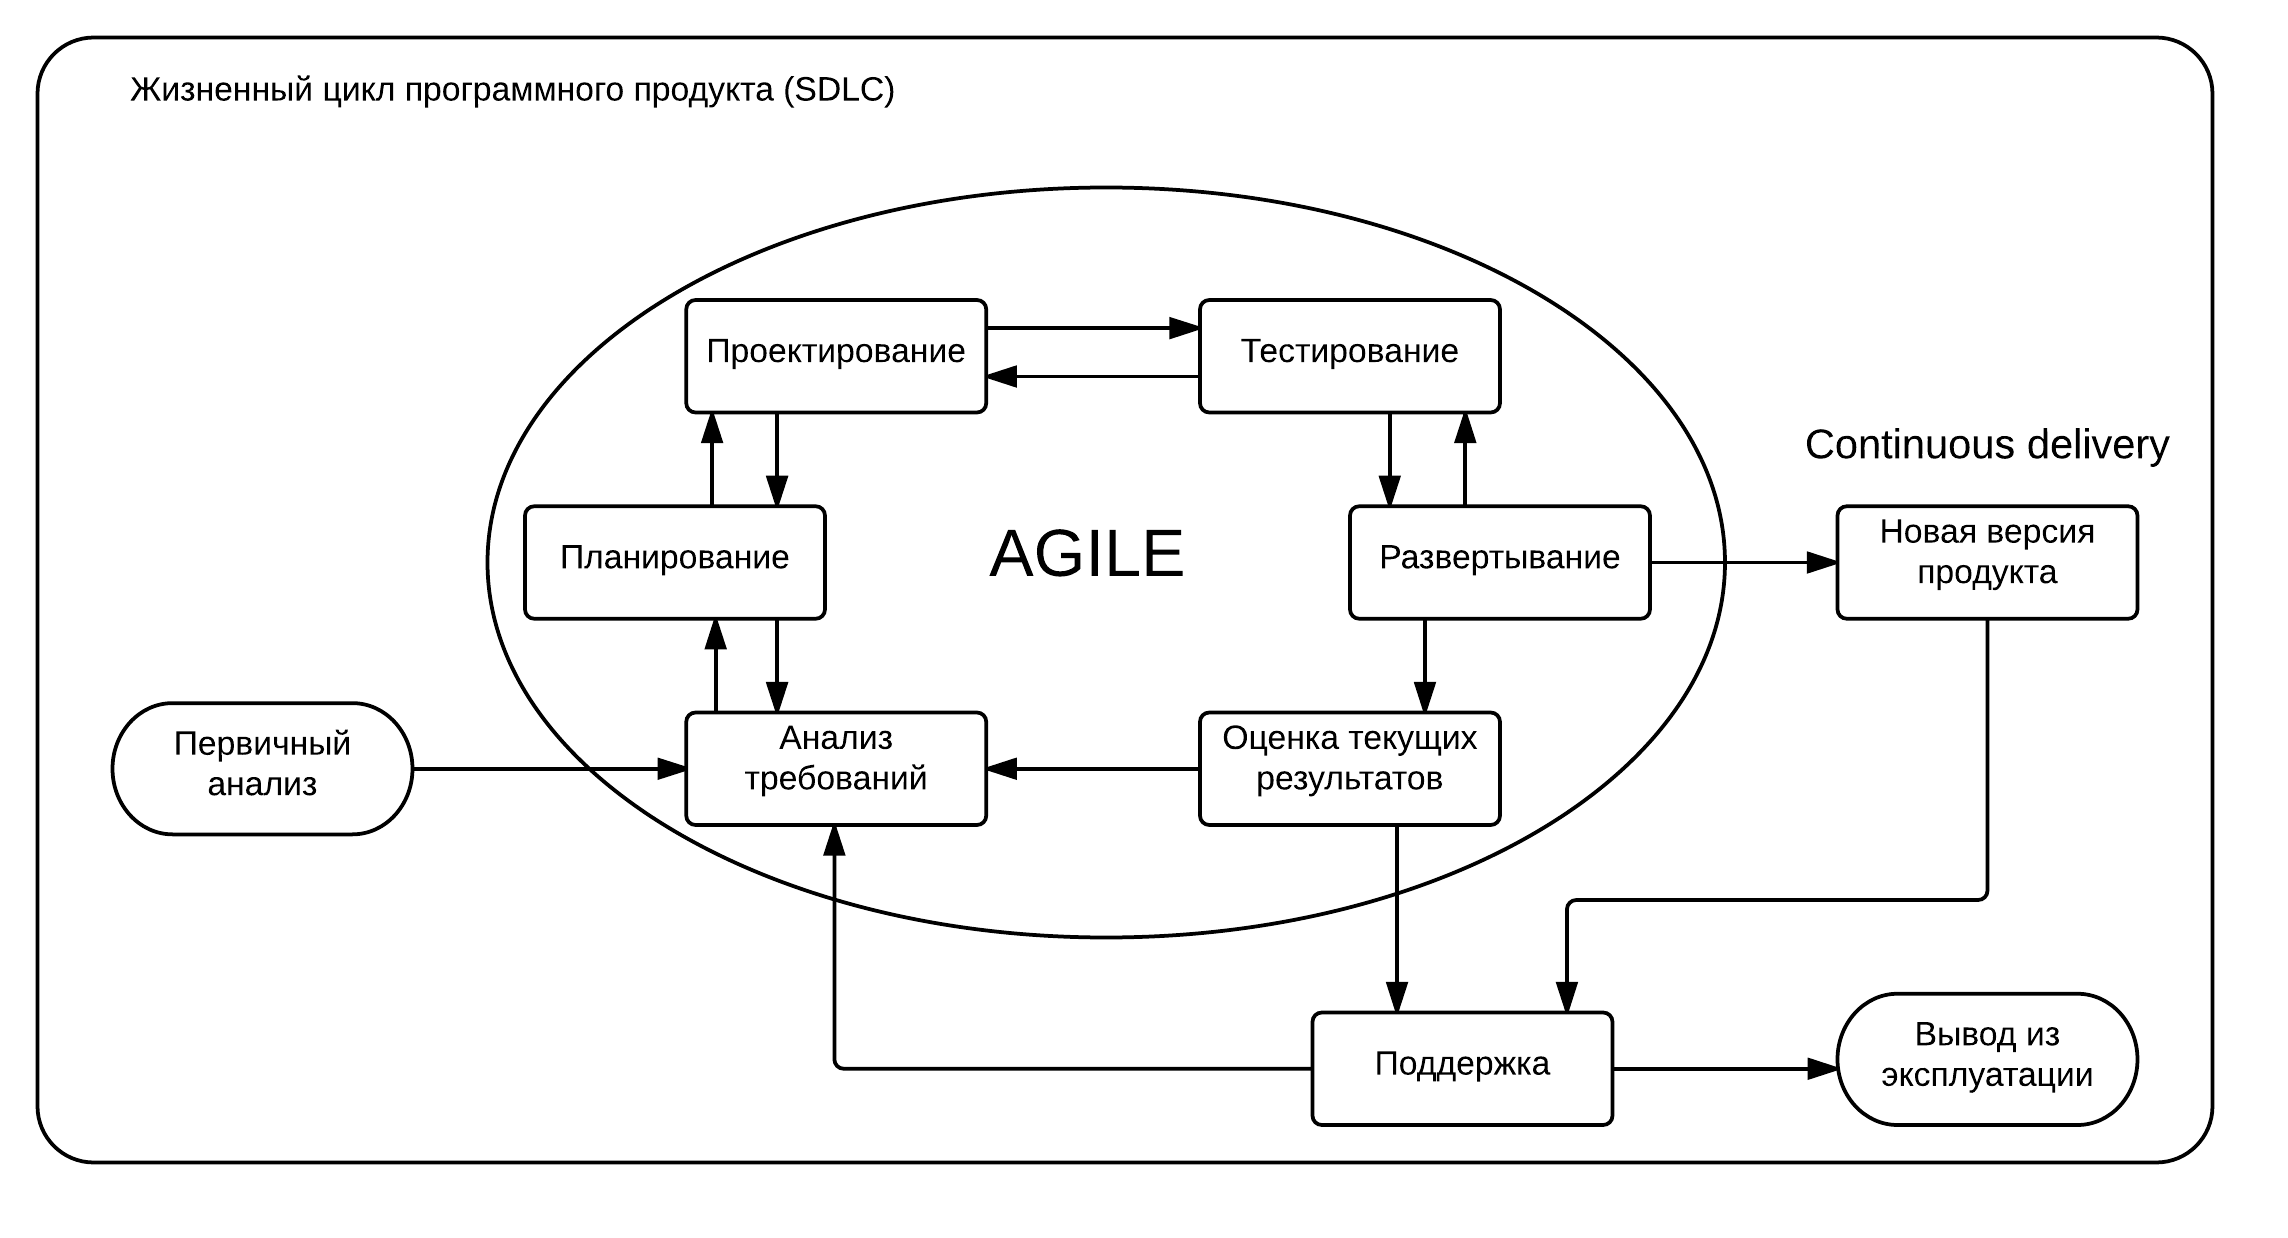 Жизненный цикл программного продукта (SDLC)
Проектирование
Тестирование
Continuous delivery
Планирование
AGILE
Развертывание
Новая версия
продукта
Первичный
анализ
Анализ
требований
Оценка текущих
результатов
Поддержка
Вывод из
эксплуатации